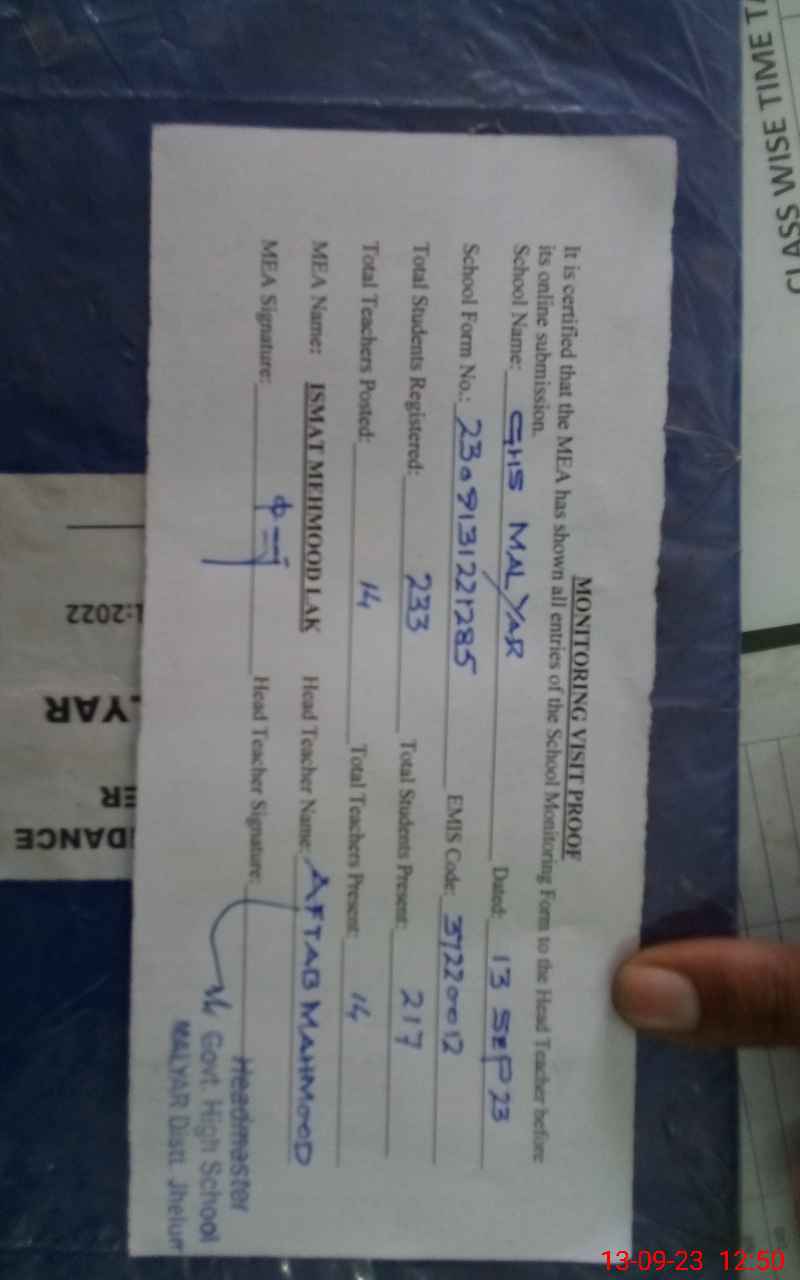 MONITORING VISIT PROOF
It is certified that the MEA has shown all entries of the School Monitoring Form to the Head Teacher before
its online submission.
School Name: GHS MALYAR Dated: 13 SEP 23
School Form No.: 2309131221285 EMIS Code: 37220012
Total Students Registered: 233 Total Students Present: 217
Total Teachers Posted: 14 Total Teachers Present: 14
MEA Name: ISMAT MEHMOOD LAK Head Teacher Name: AFTAB MAHMOOD
MEA Signature: Head Teacher Signature:
Headmaster
Govt. High School
MALYAR Distt. Jhelum
CLASS WISE TIME TA
:2022
YAR
ER
DANCE
13-09-23 12:50